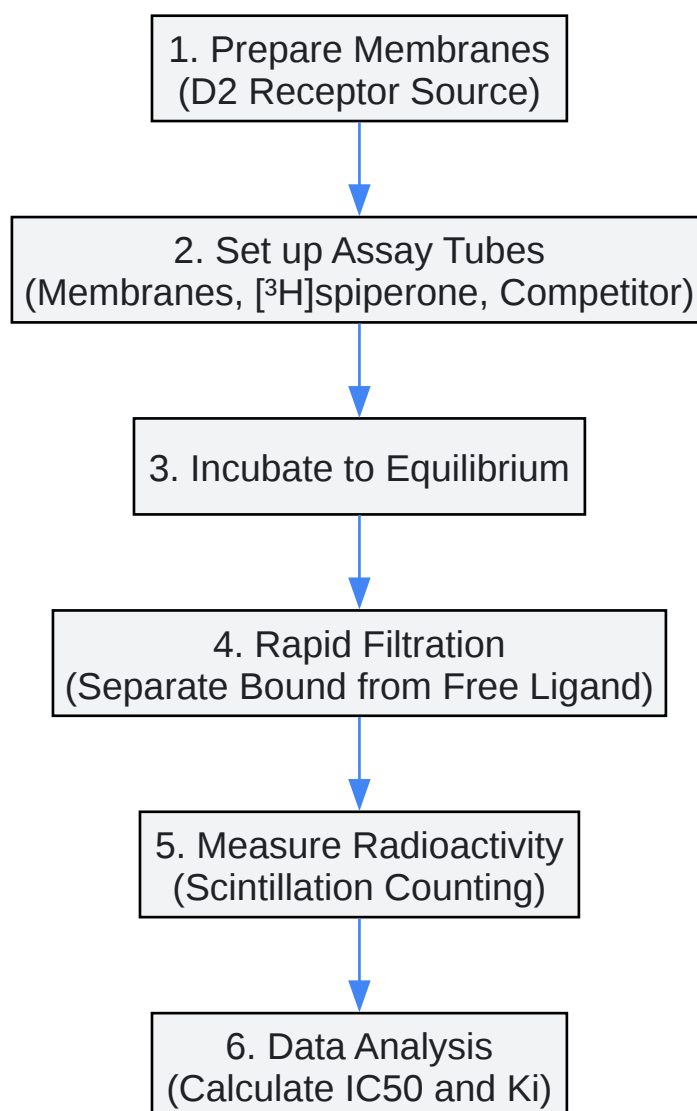 1. Prepare Membranes
(D2 Receptor Source)
2. Set up Assay Tubes
(Membranes, [³H]spiperone, Competitor)
3. Incubate to Equilibrium
4. Rapid Filtration
(Separate Bound from Free Ligand)
5. Measure Radioactivity
(Scintillation Counting)
6. Data Analysis
(Calculate IC50 and Ki)